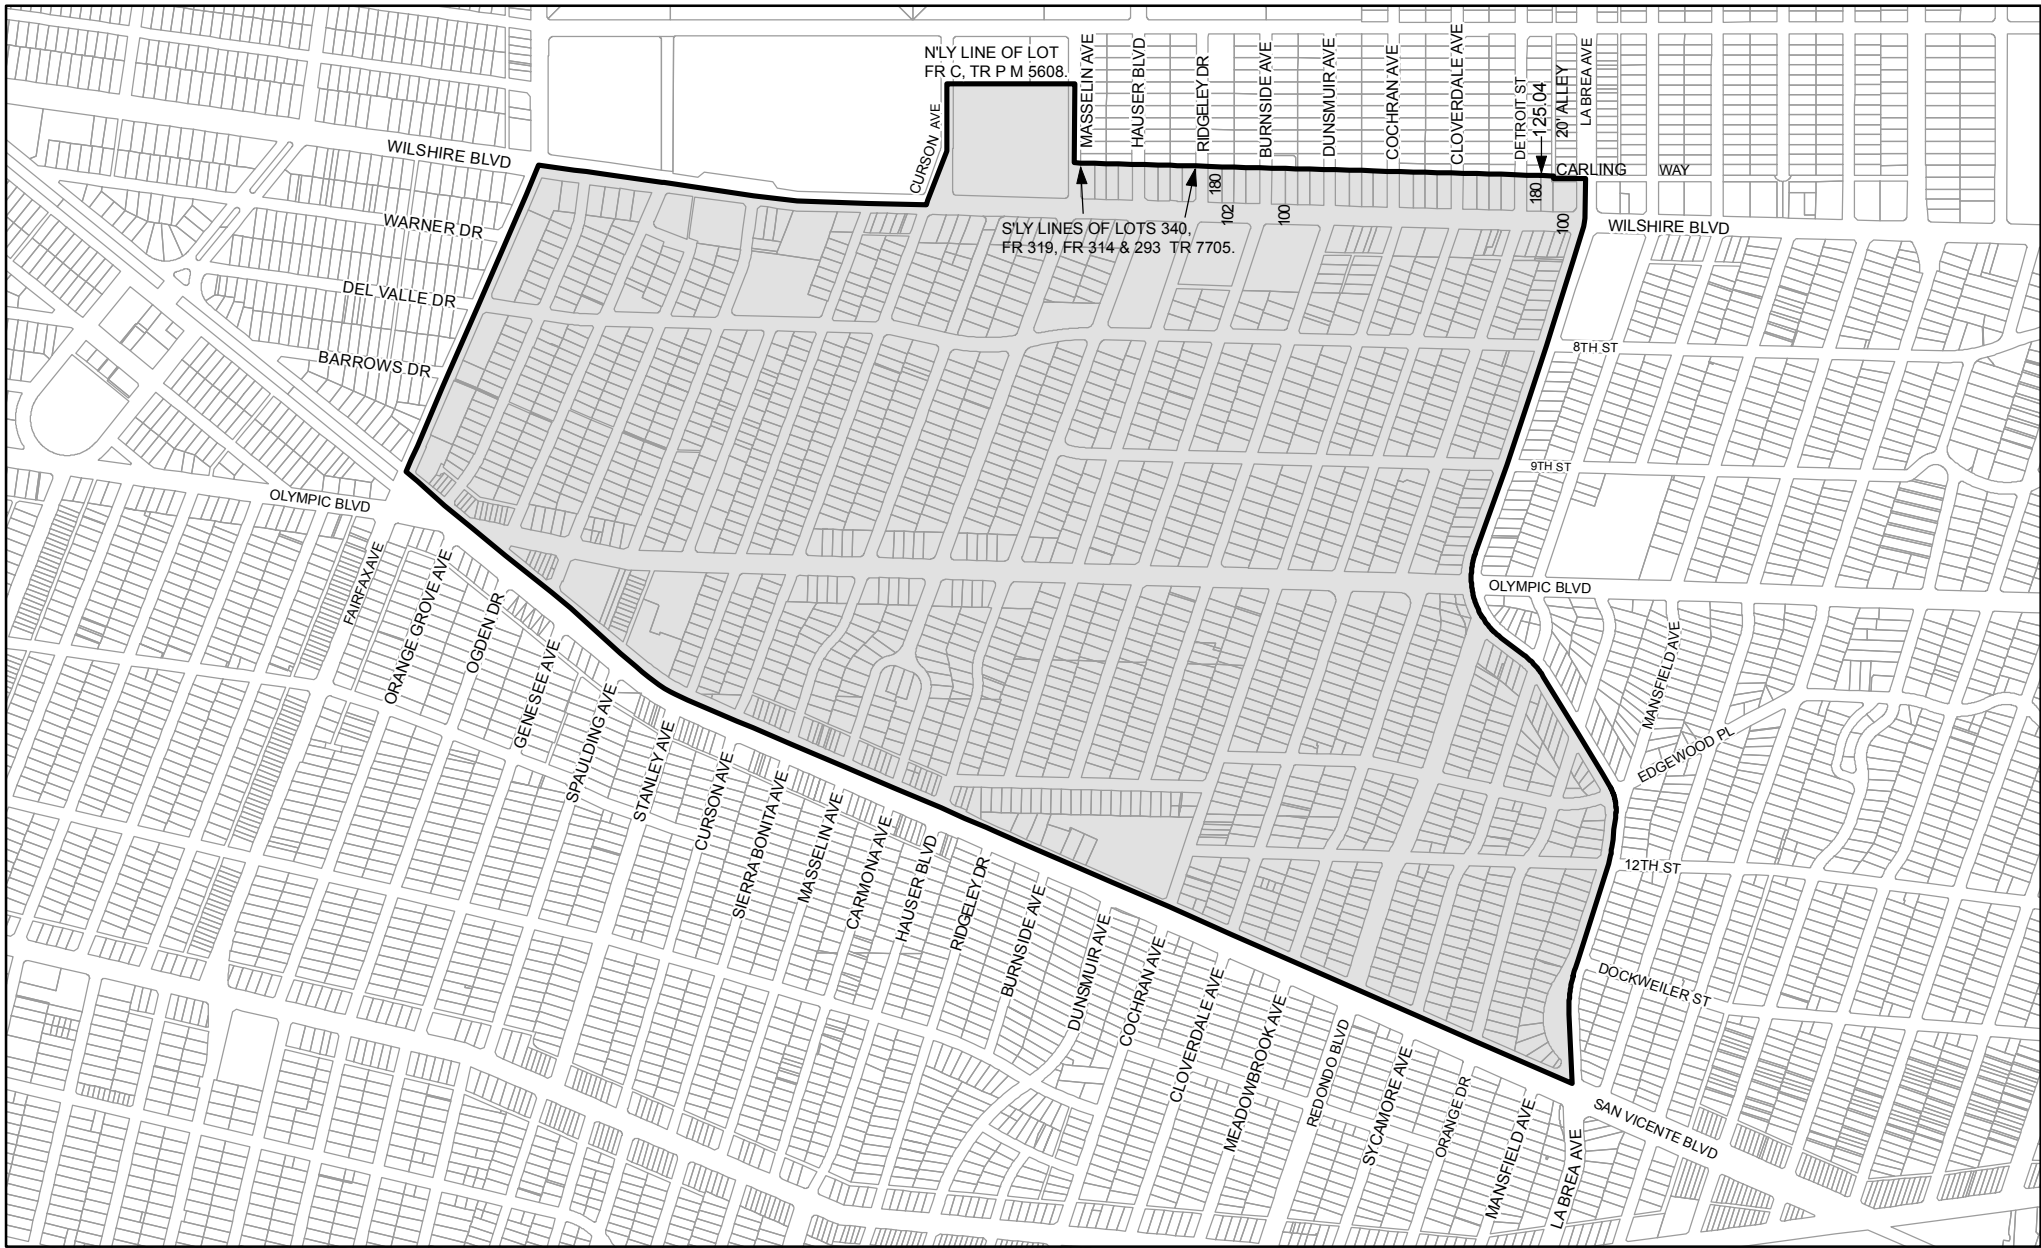 N'LY LINE OF LOT
FR C, TR P M 5608.
MASSELIN AVE
HAUSER BLVD
RIDGELEY DR
BURNSIDE AVE
DUNSMUIR AVE
COCHRAN AVE
CLOVERDALE AVE
DETROIT ST
125.04
20' ALLEY
LA BREA AVE
WILSHIRE BLVD
CURSON AVE
CARLING WAY
180
102
100
180
100
WARNER DR
S'LY LINES OF LOTS 340,
FR 319, FR 314 & 293 TR 7705.
WILSHIRE BLVD
DEL VALLE DR
BARROWS DR
8TH ST
9TH ST
OLYMPIC BLVD
OLYMPIC BLVD
FAIRFAX AVE
ORANGE GROVE AVE
OGDEN DR
GENESEE AVE
SPAULDING AVE
STANLEY AVE
CURSON AVE
SIERRA BONITA AVE
MASSELIN AVE
CARMONA AVE
HAUSER BLVD
RIDGELEY DR
BURNSIDE AVE
DUNSMUIR AVE
COCHRAN AVE
CLOVERDALE AVE
MEADOWBROOK AVE
REDONDO BLVD
SYCAMORE AVE
ORANGE DR
MANSFIELD AVE
LA BREA AVE
MANSFIELD AVE
EDGEWOOD PL
12TH ST
DOCKWEILER ST
SAN VICENTE BLVD